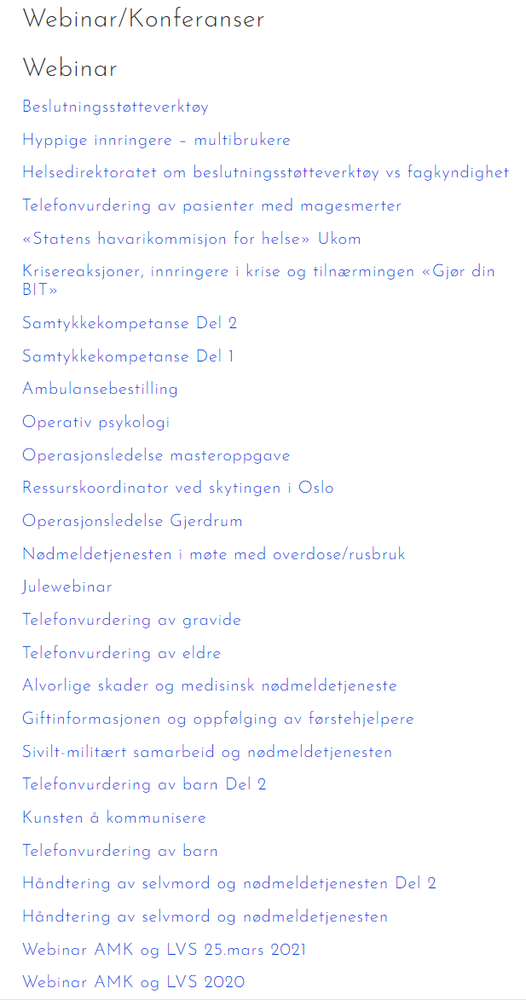 Webinar/Konferanser
Webinar
Beslutningsstøtteverktøy
Hyppige innringere – multibrukere
Helsedirektoratet om beslutningsstøtteverktøy vs fagkyndighet
Telefonvurdering av pasienter med magesmerter
«Statens havarikommisjon for helse» Ukom
Krisereaksjoner, innringere i krise og tilnærmingen «Gjør din
BIT»
Samtykkekompetanse Del 2
Samtykkekompetanse Del 1
Ambulansebestilling
Operativ psykologi
Operasjonsledelse masteroppgave
Ressurskoordinator ved skytingen i Oslo
Operasjonsledelse Gjerdrum
Nødmeldetjenesten i møte med overdose/rusbruk
Julewebinar
Telefonvurdering av gravide
Telefonvurdering av eldre
Alvorlige skader og medisinsk nødmeldetjeneste
Giftinformasjonen og oppfølging av førstehjelpere
Sivilt-militært samarbeid og nødmeldetjenesten
Telefonvurdering av barn Del 2
Kunsten å kommunisere
Telefonvurdering av barn
Håndtering av selvmord og nødmeldetjenesten Del 2
Håndtering av selvmord og nødmeldetjenesten
Webinar AMK og LVS 25.mars 2021
Webinar AMK og LVS 2020